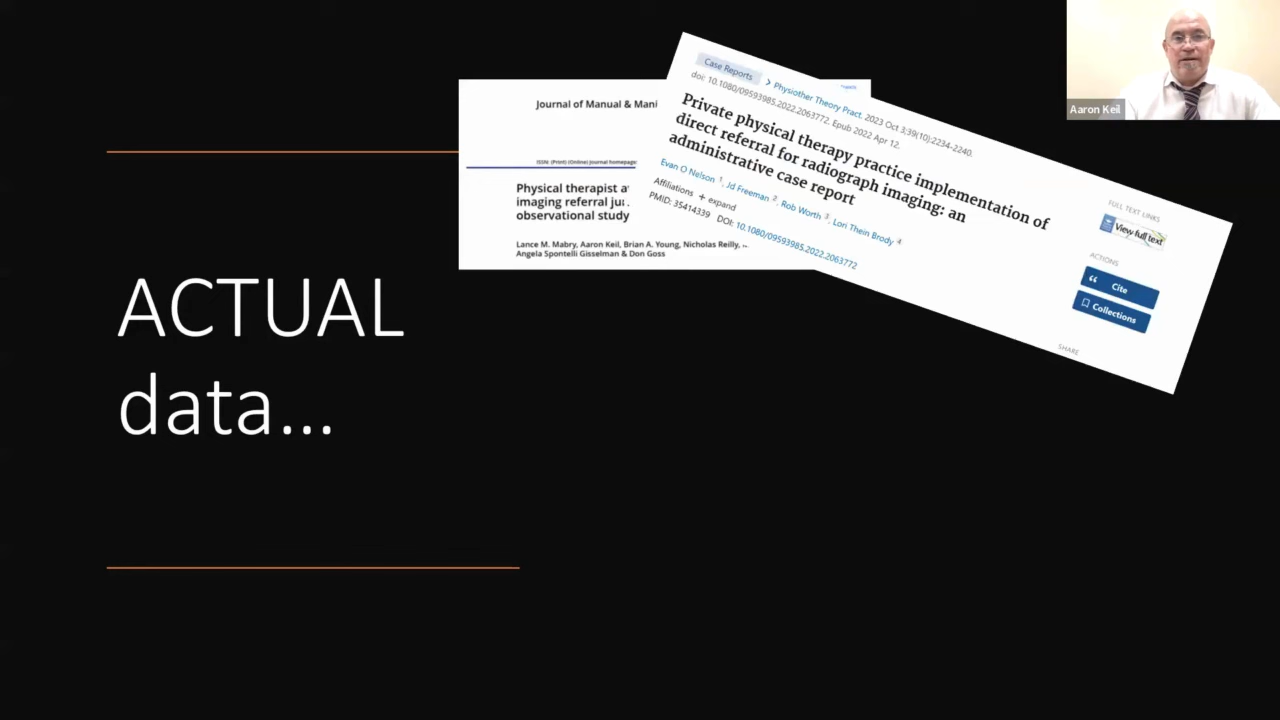 ACTUAL
data...
Journal of Manual & Mani
ISSN: (Print) (Online) Journal homepage:
Physical therapist a
imaging referral ju
observational study
Lance M. Mabry, Aaron Keil, Brian A. Young, Nicholas Reilly,
Angela Spontelli Gisselman & Don Goss
Case Reports > Physiother Theory Pract. 2023 Oct 3;39(10):2234-2240.
doi: 10.1080/09593985.2022.2063772. Epub 2022 Apr 12.
Private physical therapy practice implementation of
direct referral for radiograph imaging: an
administrative case report
Evan O Nelson 1, Jd Freeman 2, Rob Worth 3, Lori Thein Brody 4
Affiliations + expand
PMID: 35414339 DOI: 10.1080/09593985.2022.2063772
FULL TEXT LINKS
View full text
ACTIONS
Cite
Collections
SHARE
Aaron Keil